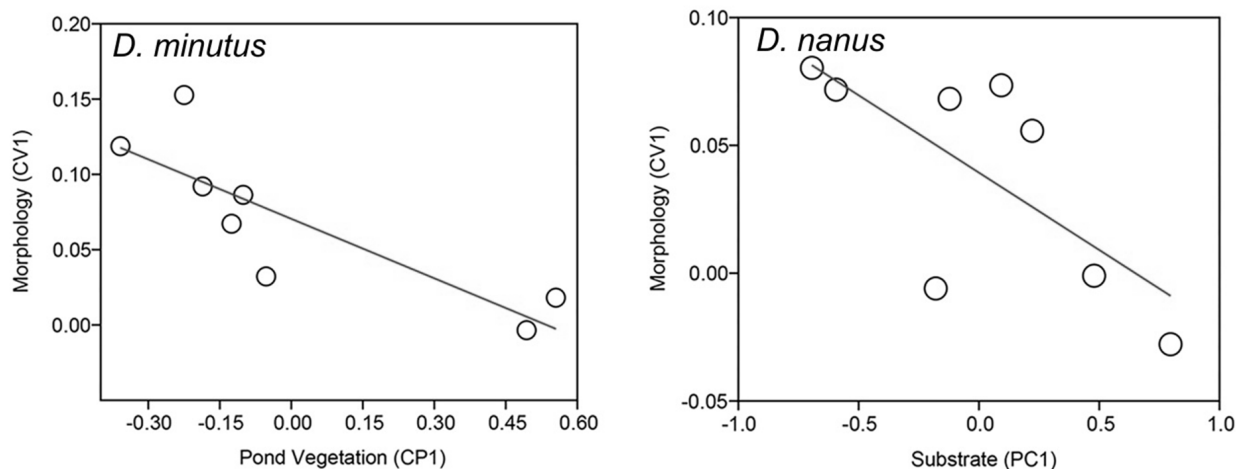 D. minutus
0.20
0.15
0.10
0.05
0.00
Morphology (CV1)
-0.30 -0.15 0.00 0.15 0.30 0.45 0.60
Pond Vegetation (CP1)
D. nanus
0.10
0.05
0.00
-0.05
Morphology (CV1)
-1.0 -0.5 0.0 0.5 1.0
Substrate (PC1)